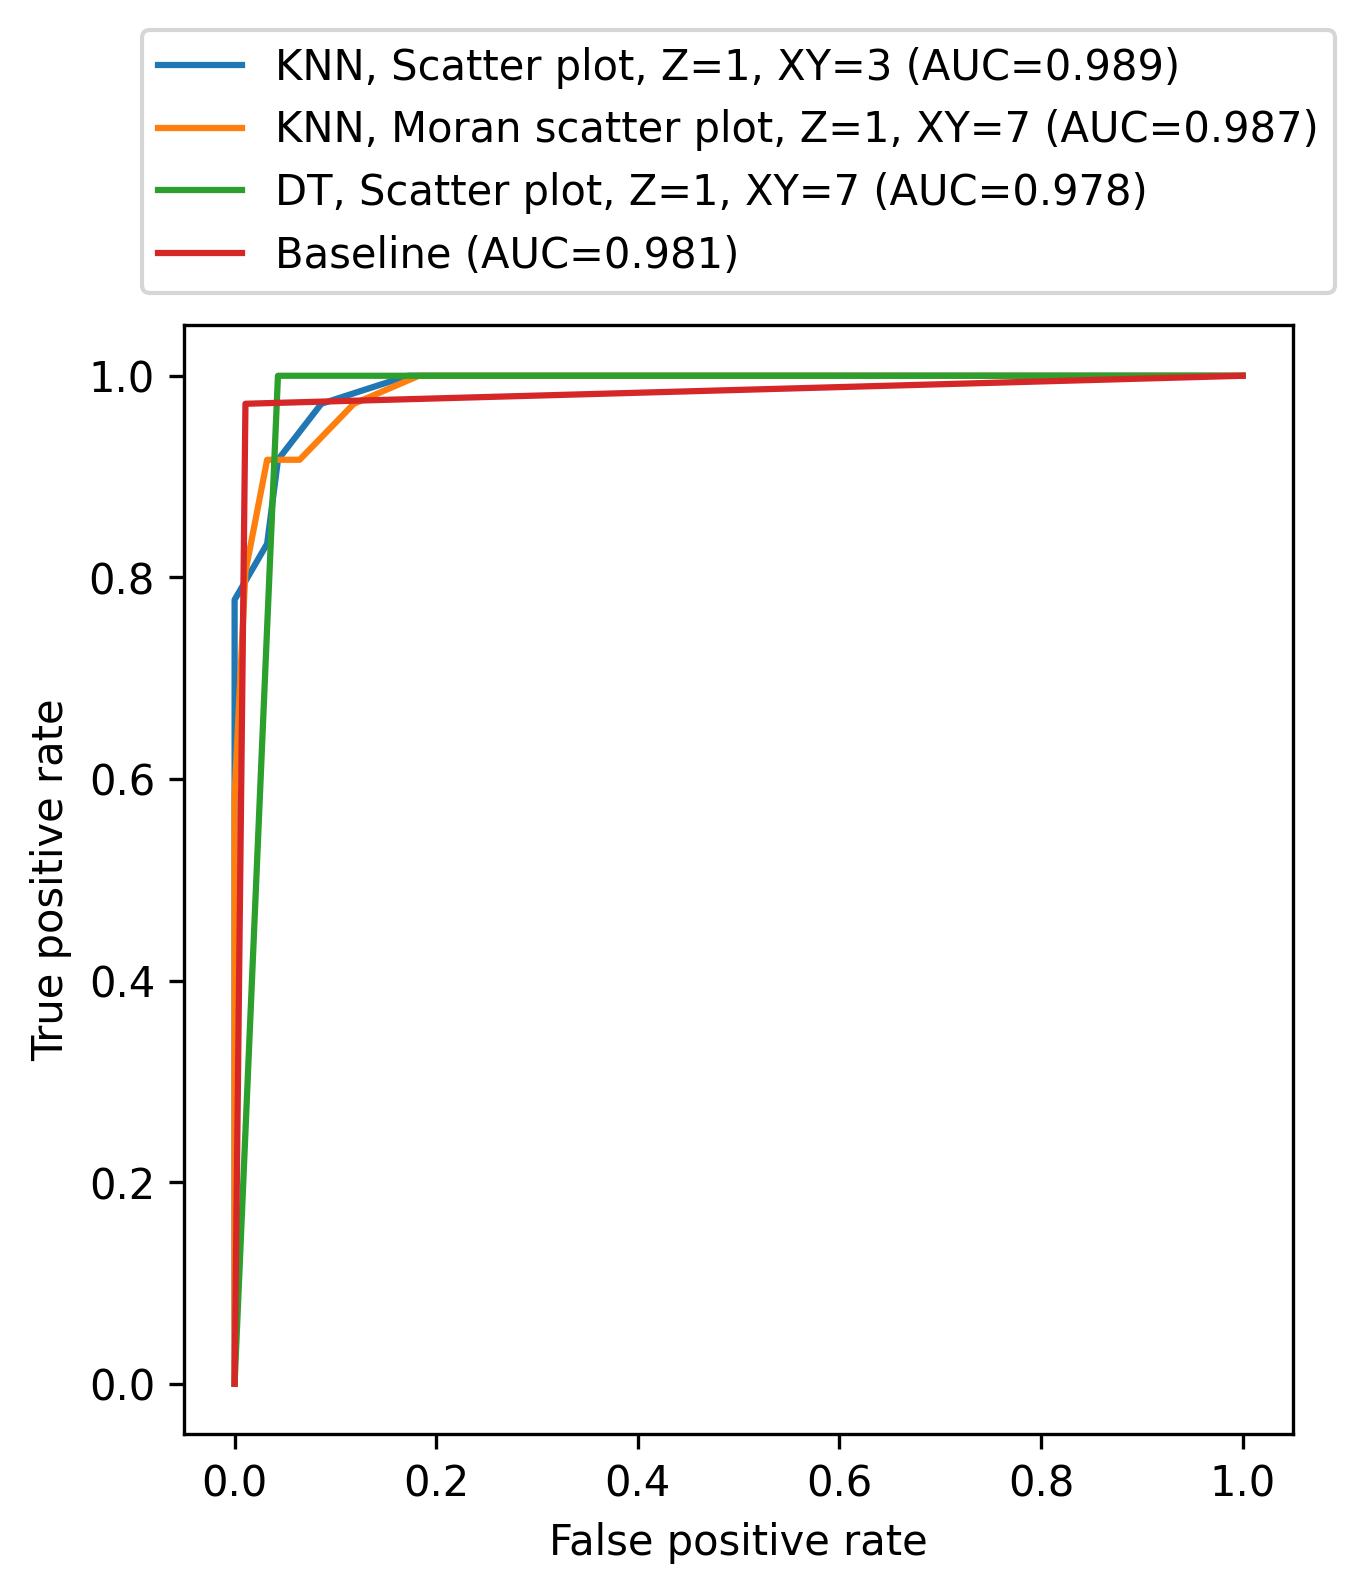 KNN, Scatter plot, Z=1, XY=3 (AUC=0.989)
KNN, Moran scatter plot, Z=1, XY=7 (AUC=0.987)
DT, Scatter plot, Z=1, XY=7 (AUC=0.978)
Baseline (AUC=0.981)
1.0
0.8
0.6
0.4
0.2
0.0
True positive rate
0.0 0.2 0.4 0.6 0.8 1.0
False positive rate